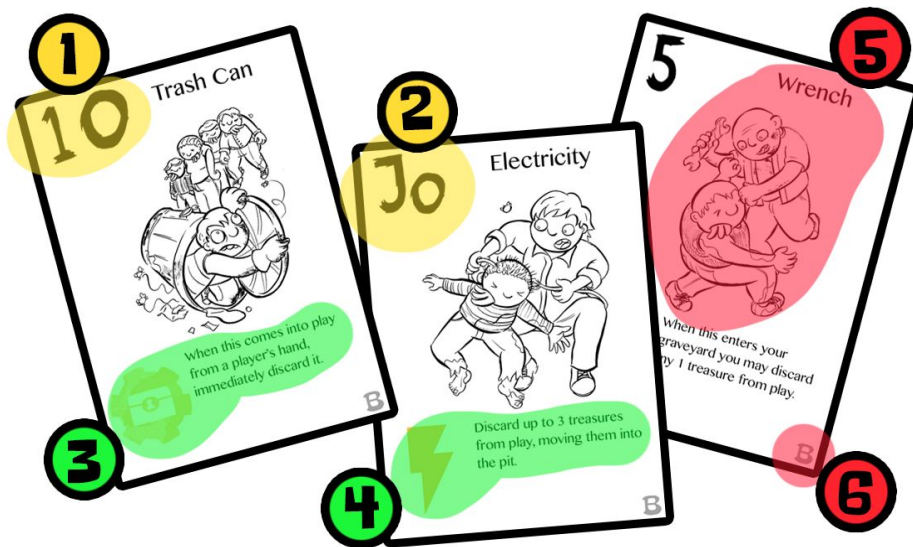 1
10
Trash Can
When this comes into play
from a player's hand,
immediately discard it.
B
3
2
Jo
Electricity
Discard up to 3 treasures
from play, moving them into
the pit.
B
4
5
5
Wrench
When this enters your
graveyard you may discard
ny 1 treasure from play.
B
6